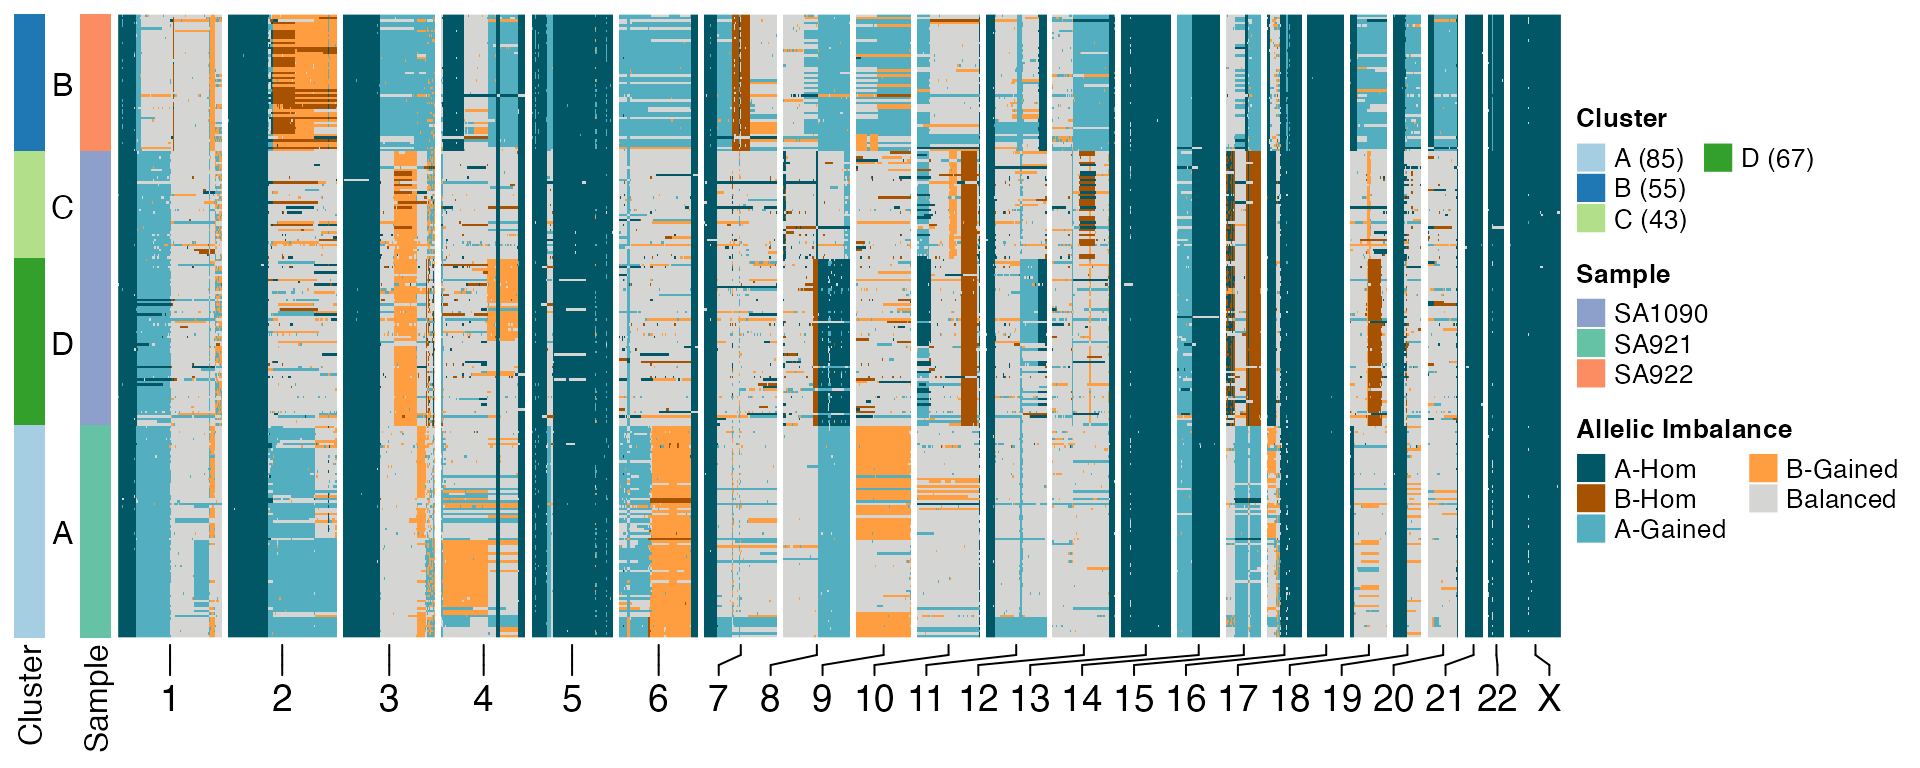 B
C
D
A
Cluster
Sample
1 2 3 4 5 6 7 8 9 10 11 12 13 14 15 16 17 18 19 20 21 22 X
Cluster
A (85) D (67)
B (55)
C (43)
Sample
SA1090
SA921
SA922
Allelic Imbalance
A-Hom B-Gained
B-Hom Balanced
A-Gained